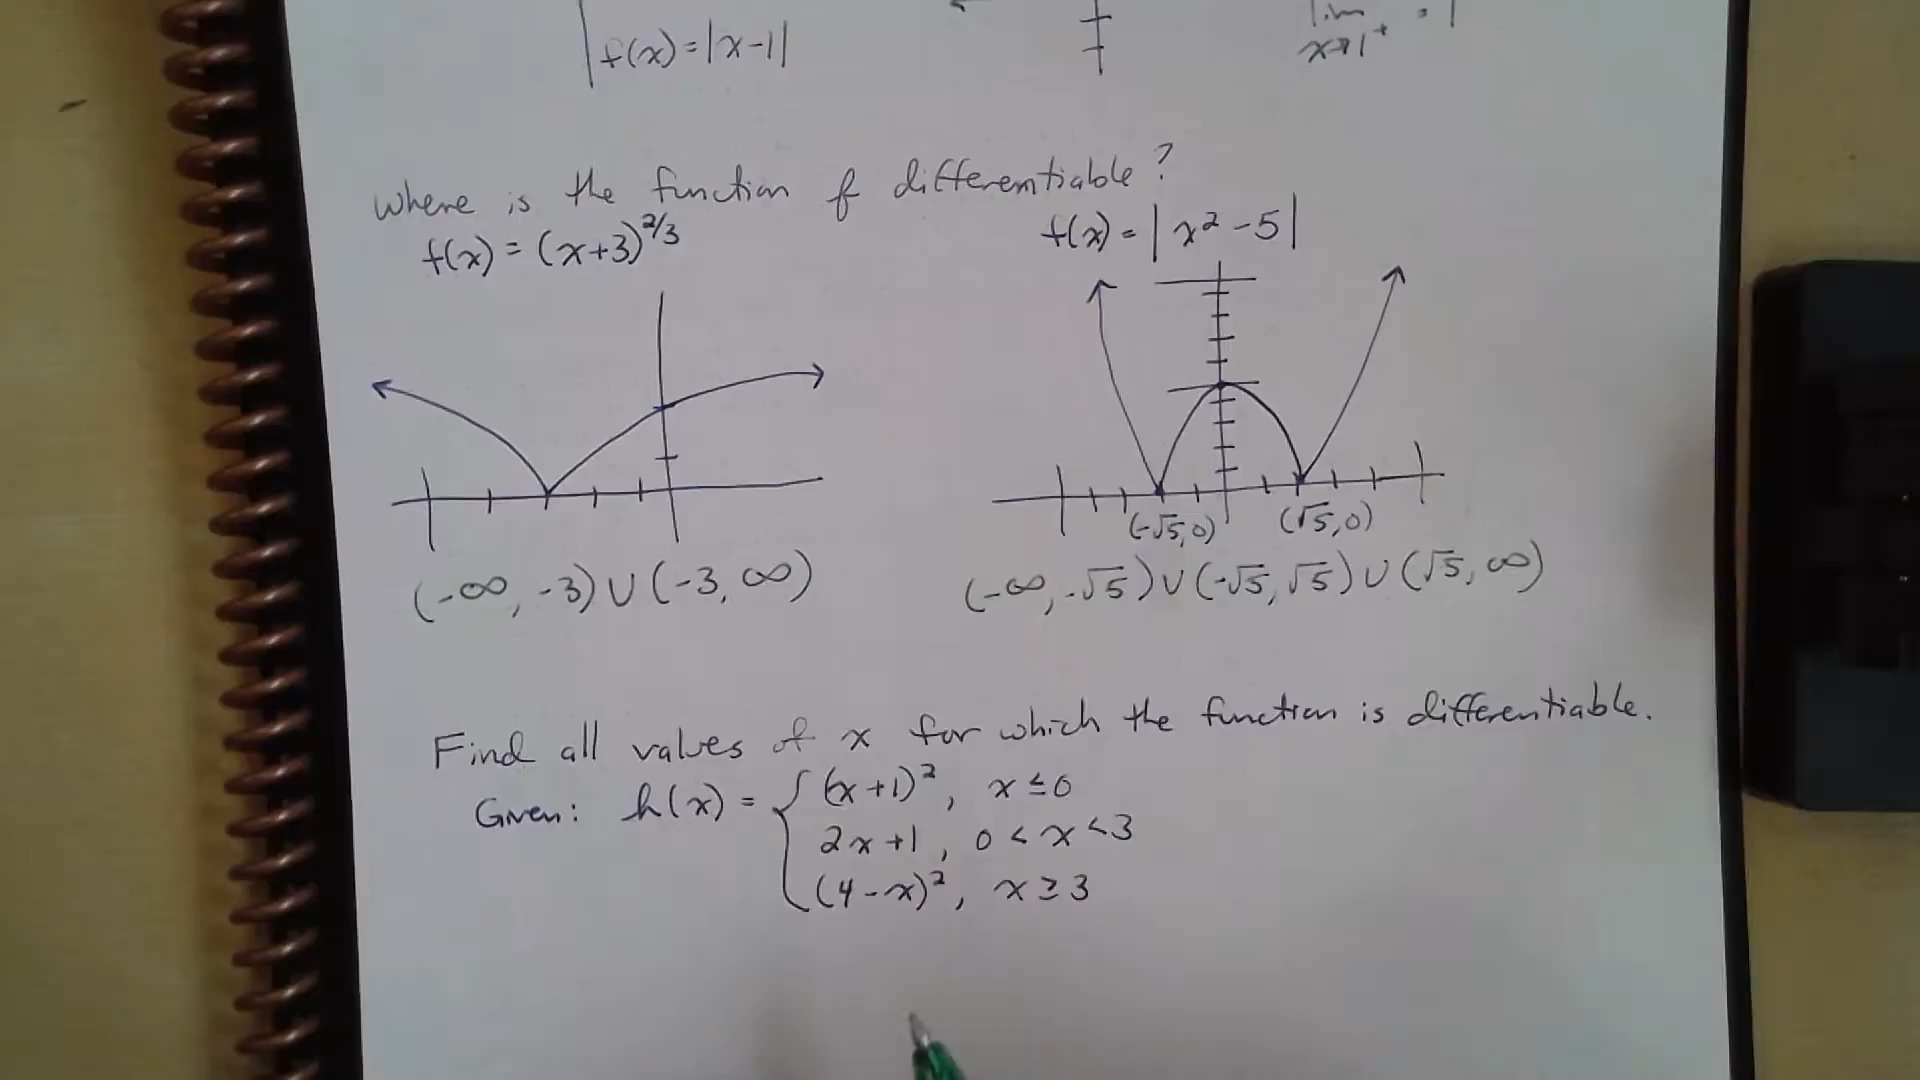 f(x) = |x-1|
lim
x→1⁺ = 1
where is the function f differentiable?
f(x) = (x+3)^2/3
f(x) = |x² - 5|
(-√5, 0)
(√5, 0)
(-∞, -3) ∪ (-3, ∞)
(-∞, -√5) ∪ (-√5, √5) ∪ (√5, ∞)
Find all values of x for which the function is differentiable.
Given: h(x) = { (x+1)², x ≤ 0
2x+1, 0 < x < 3
(4-x)², x ≥ 3